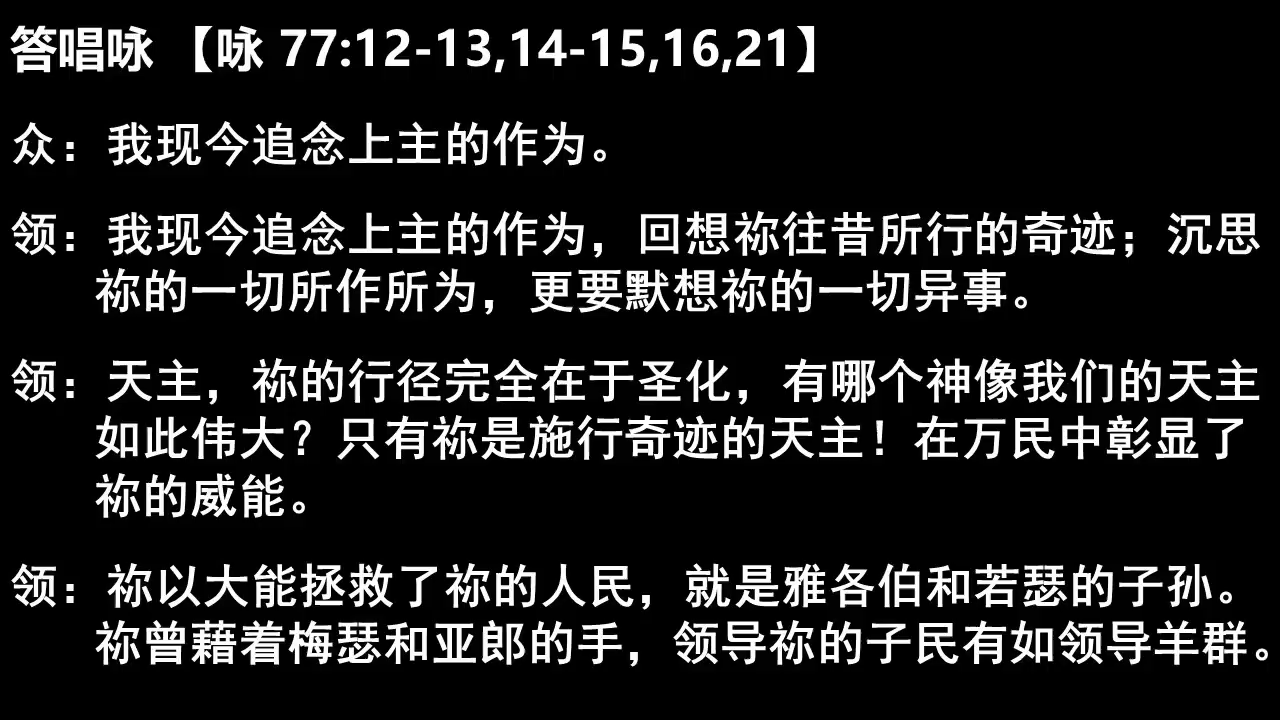 答唱咏 【咏 77:12-13,14-15,16,21】
众：我现今追念上主的作为。
领：我现今追念上主的作为，回想祢往昔所行的奇迹；沉思
祢的一切所作所为，更要默想祢的一切异事。
领：天主，祢的行径完全在于圣化，有哪个神像我们的天主
如此伟大？只有祢是施行奇迹的天主！在万民中彰显了
祢的威能。
领：祢以大能拯救了祢的人民，就是雅各伯和若瑟的子孙。
祢曾藉着梅瑟和亚郎的手，领导祢的子民有如领导羊群。